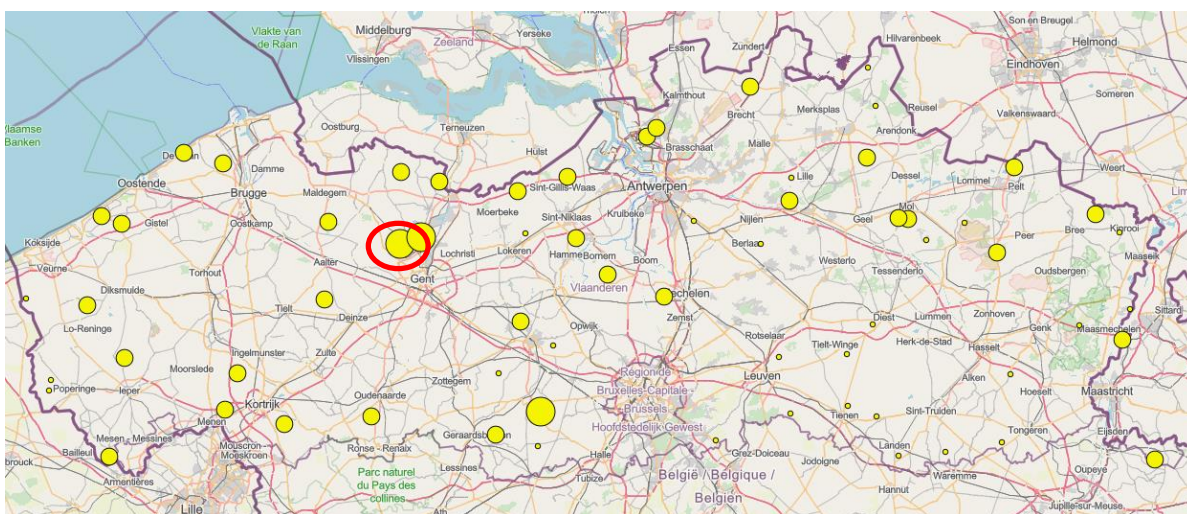 Vlakte van
de Raan
Middelburg
Yerseke
Zeeland
Vlissingen
Essen
Zundert
Hilvarenbeek
Son en Breugel
Helmond
Eindhoven
Someren
Kalmthout
Brecht
Merksplas
Reusel
Valkenswaard
Arendonk
Oostburg
Terneuzen
Hulst
Brasschaat
Malle
Banken
Damme
Oostende
Brugge
Maldegem
Sint-Gillis-Waas
Antwerpen
Lille
Dessel
Lommel
Pelt
Weert
Gistel
Oostkamp
Moerbeke
Sint-Niklaas
Kruibeke
Nijlen
Geel
Mol
Peer
Bree
Kinrooi
Koksijde
Veurne
Aalter
Lochristi
Lokeren
Hamme
Bornem
Boom
Berlaar
Westerlo
Tessenderlo
Oudsbergen
Maaseik
Torhout
Gent
Vlaanderen
Diksmuide
Tielt
Deinze
Zemst
Diest
Lummen
Zonhoven
Genk
Maasmechelen
Sittard
Lo-Reninge
Opwijk
Rotselaar
Tielt-Winge
Herk-de-Stad
Hasselt
Ingelmunster
Zulte
Moorslede
Zottegem
Région de
Bruxelles-Capitale
Brussels
Hoofdstedelijk Gewest
Leuven
Alken
Hoeselt
Maastricht
Poperinge
Ieper
Kortrijk
Oudenaarde
Tienen
Sint-Truiden
Menen
Tongeren
Eijsden
Mesen - Messines
Mouscron -
Moeskroen
Ronse - Renaix
Halle
Grez-Doiceau
Landen
Bailleul
Armentières
Lille
Parc naturel
du Pays des
collines
Lessines
Tubize
Jodoigne
Waremme
Oupeye
België / Belgique /
Belgien
Hannut
Jupille-sur-Meuse
Ath